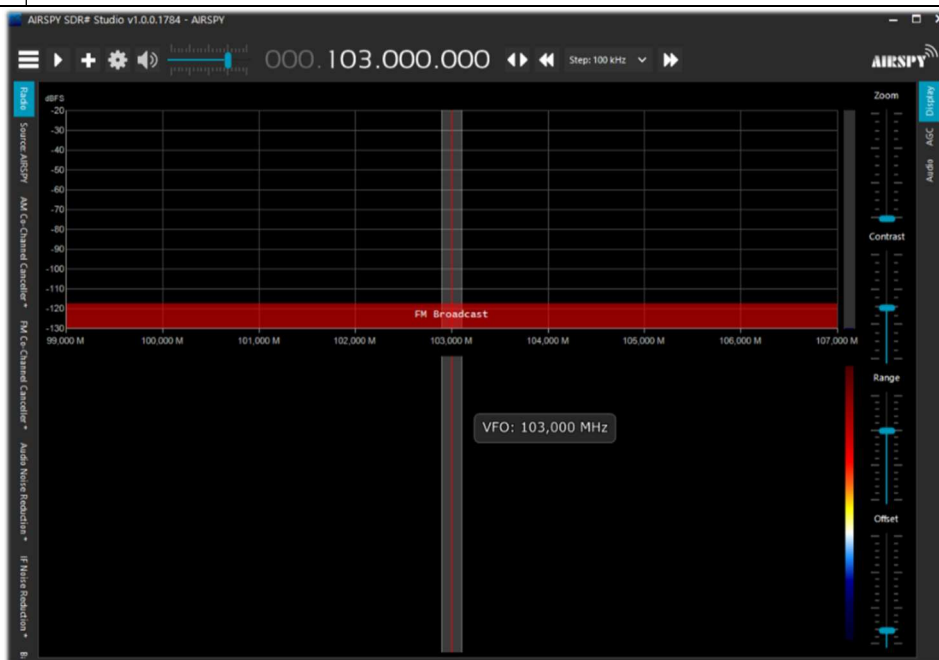 AIRSPY SDR# Studio v1.0.0.1784 - AIRSPY
000.103.000.000
Step: 100 kHz
AIRSPY
Radio
Source: AIRSPY
AM Co-Channel Canceller *
FM Co-Channel Canceller *
Audio Noise Reduction *
IF Noise Reduction *
dBFS
-20
-30
-40
-50
-60
-70
-80
-90
-100
-110
-120
-130
FM Broadcast
99,000 M 100,000 M 101,000 M 102,000 M 103,000 M 104,000 M 105,000 M 106,000 M 107,000 M
VFO: 103,000 MHz
Zoom
Contrast
Range
Offset
Display
AGC
Audio